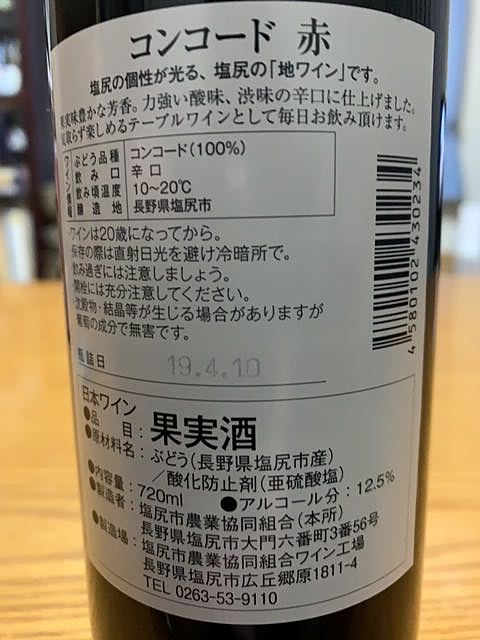 コンコード 赤
塩尻の個性が光る、塩尻の「地ワイン」です。
果実味豊かな芳香。力強い酸味、渋味の辛口に仕上げました。
取らず楽しめるテーブルワインとして毎日お飲み頂けます。
ワイン情報
ぶどう品種 コンコード(100%)
飲み口 辛口
飲み頃温度 10〜20℃
醸造地 長野県塩尻市
・ワインは20歳になってから。
・保存の際は直射日光を避け冷暗所で。
・飲み過ぎには注意しましょう。
・開栓には充分注意してください。
・沈殿物・結晶等が生じる場合がありますが
葡萄の成分で無害です。
瓶詰日 19.4.10
4580102430234
日本ワイン
●品目:果実酒
●原材料名:ぶどう(長野県塩尻市産)
/酸化防止剤(亜硫酸塩)
●内容量:720ml ●アルコール分:12.5%
●製造者:塩尻市農業協同組合(本所)
長野県塩尻市大門六番町3番56号
●製造場:塩尻市農業協同組合ワイン工場
長野県塩尻市広丘郷原1811-4
TEL 0263-53-9110